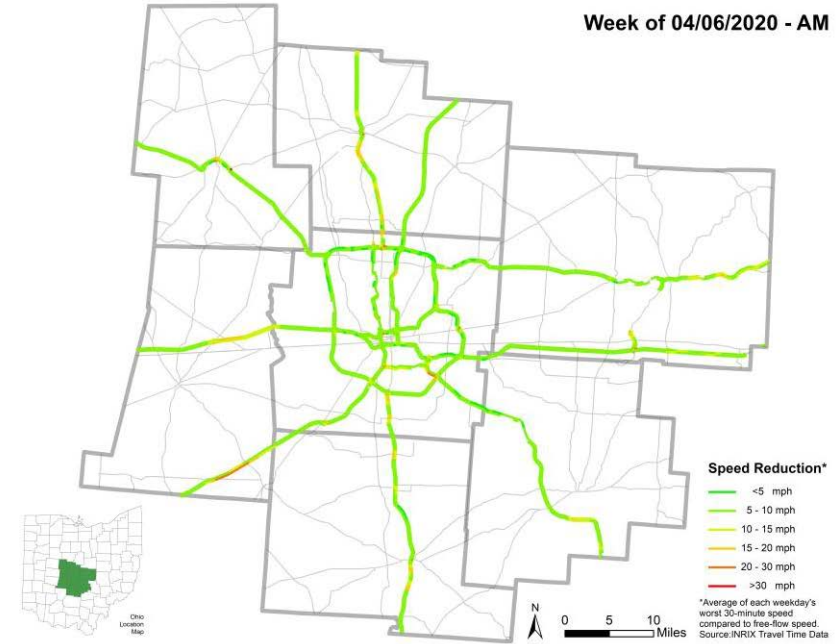 Week of 04/06/2020 - AM
Speed Reduction*
<5 mph
5 - 10 mph
10 - 15 mph
15 - 20 mph
20 - 30 mph
>30 mph
*Average of each weekday's
worst 30-minute speed
compared to free-flow speed.
Source:INRIX Travel Time Data
N
0 5 10
Miles
Ohio
Location
Map